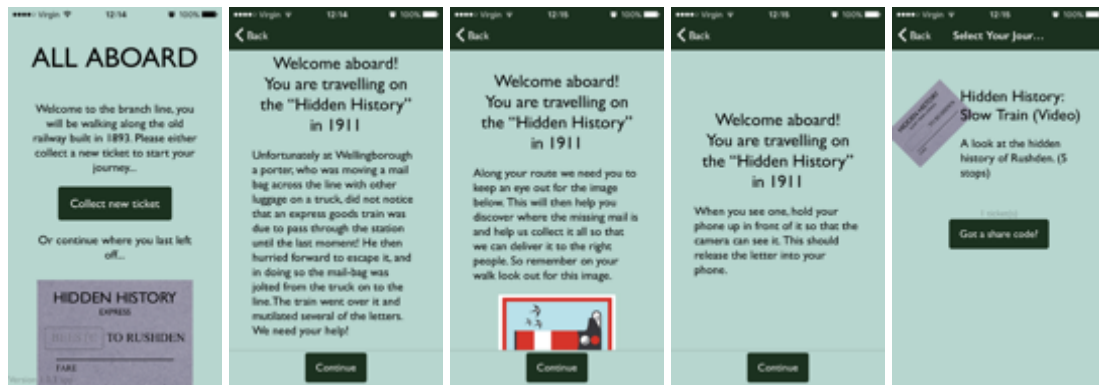 Virgin 12:14 100%
ALL ABOARD
Welcome to the branch line, you
will be walking along the old
railway built in 1893. Please either
collect a new ticket to start your
journey...
Collect new ticket
Or continue where you last left
off...
HIDDEN HISTORY
EXPRESS
TO RUSHDEN
FARE
Virgin 12:14 100%
Back
Welcome aboard!
You are travelling on
the "Hidden History"
in 1911
Unfortunately at Wellingborough
a porter, who was moving a mail
bag across the line with other
luggage on a truck, did not notice
that an express goods train was
due to pass through the station
until the last moment! He then
hurried forward to escape it, and
in doing so the mail-bag was
jolted from the truck on to the
line. The train went over it and
mutilated several of the letters.
We need your help!
Continue
Virgin 12:15 100%
Back
Welcome aboard!
You are travelling on
the "Hidden History"
in 1911
Along your route we need you to
keep an eye out for the image
below. This will then help you
discover where the missing mail is
and help us collect it all so that
we can deliver it to the right
people. So remember on your
walk look out for this image.
Continue
Virgin 12:15 100%
Back
Welcome aboard!
You are travelling on
the "Hidden History"
in 1911
When you see one, hold your
phone up in front of it so that the
camera can see it. This should
release the letter into your
phone.
Continue
Virgin 12:15 100%
Back Select Your Jour...
HIDDEN HISTORY
TO RUSHDEN
Hidden History:
Slow Train (Video)
A look at the hidden
history of Rushden. (5
stops)
Got a share code?